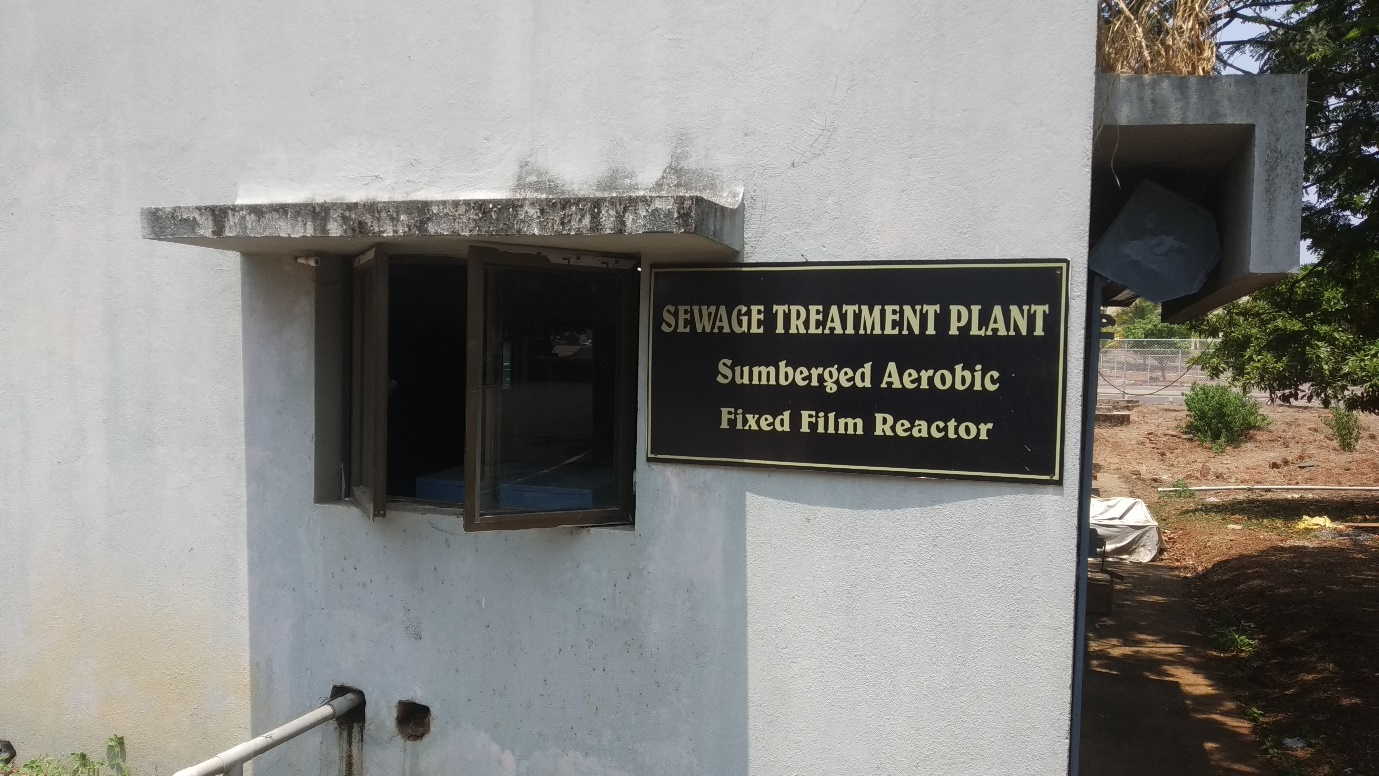 SEWAGE TREATMENT PLANT
Sumberged Aerobic
Fixed Film Reactor